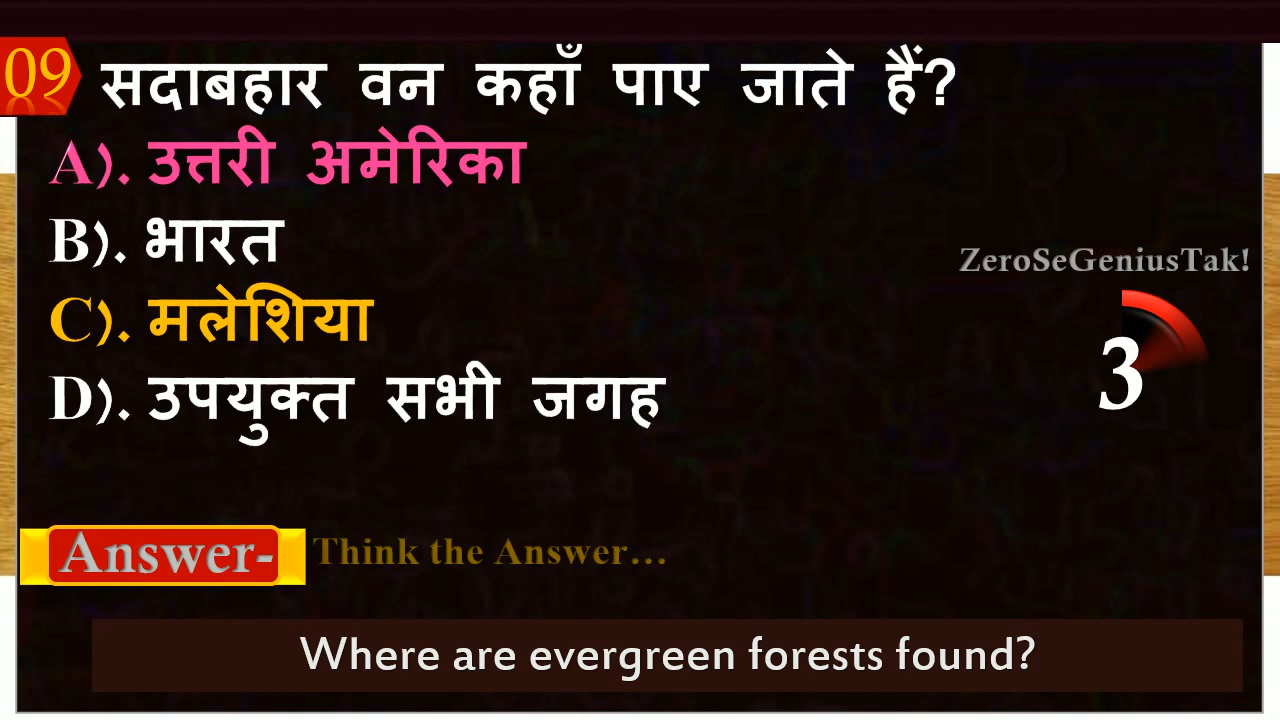 09 सदाबहार वन कहाँ पाए जाते हैं?
A). उत्तरी अमेरिका
B). भारत
C). मलेशिया
D). उपयुक्त सभी जगह
ZeroSeGeniusTak!
3
Answer- Think the Answer...
Where are evergreen forests found?